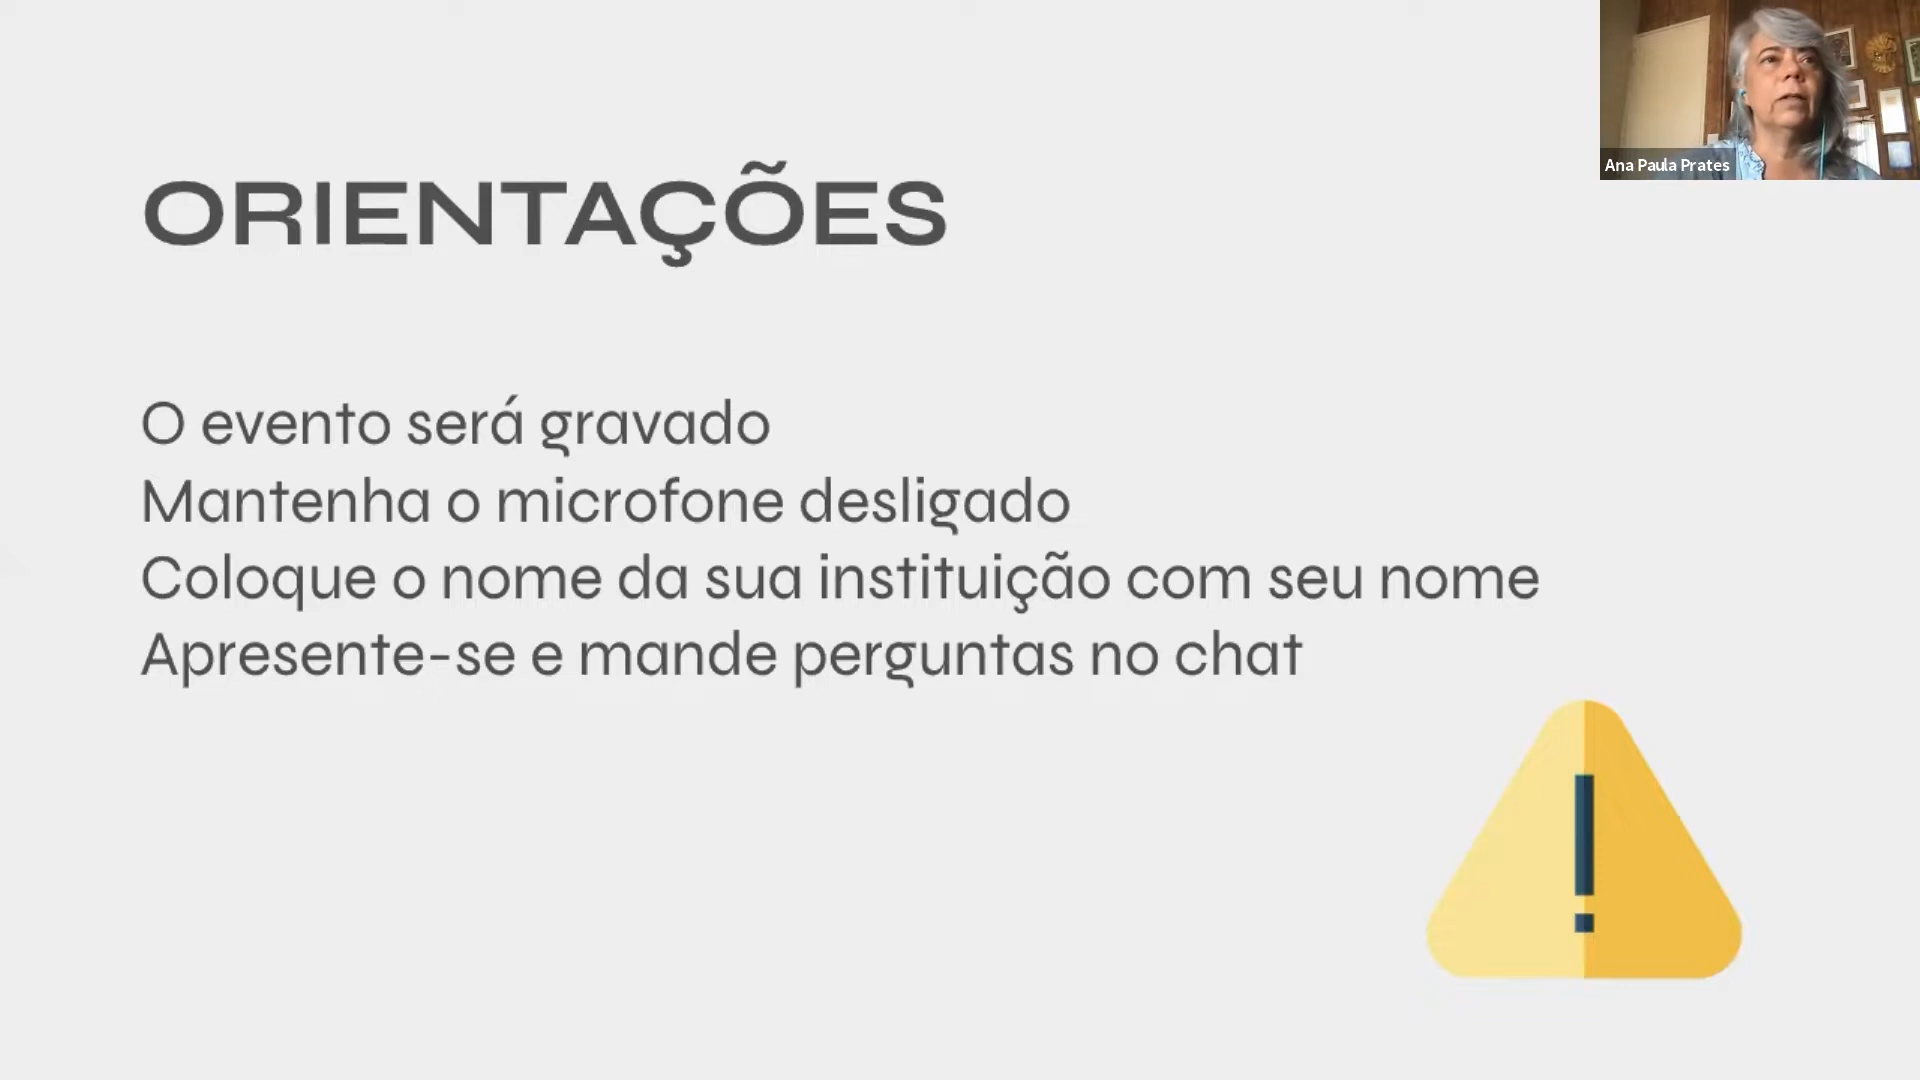 Ana Paula Prates
ORIENTAÇÕES
O evento será gravado
Mantenha o microfone desligado
Coloque o nome da sua instituição com seu nome
Apresente-se e mande perguntas no chat